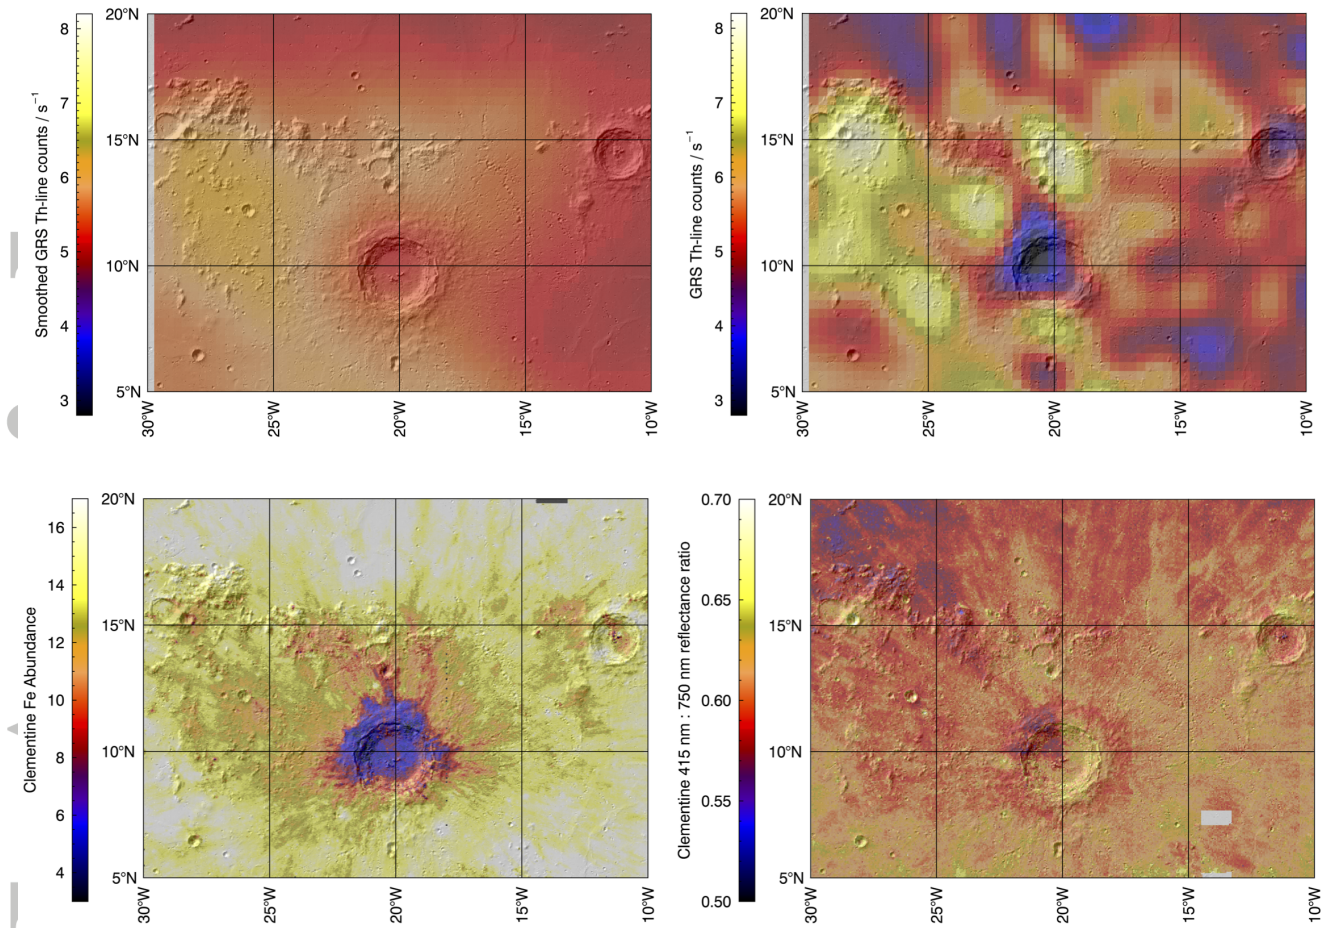 8
7
6
5
4
3
Smoothed GRS Th-line counts / s⁻¹
20°N
15°N
10°N
5°N
30°W
25°W
20°W
15°W
10°W
8
7
6
5
4
3
GRS Th-line counts / s⁻¹
20°N
15°N
10°N
5°N
30°W
25°W
20°W
15°W
10°W
16
14
12
10
8
6
4
Clementine Fe Abundance
20°N
15°N
10°N
5°N
30°W
25°W
20°W
15°W
10°W
0.70
0.65
0.60
0.55
0.50
Clementine 415 nm : 750 nm reflectance ratio
20°N
15°N
10°N
5°N
30°W
25°W
20°W
15°W
10°W